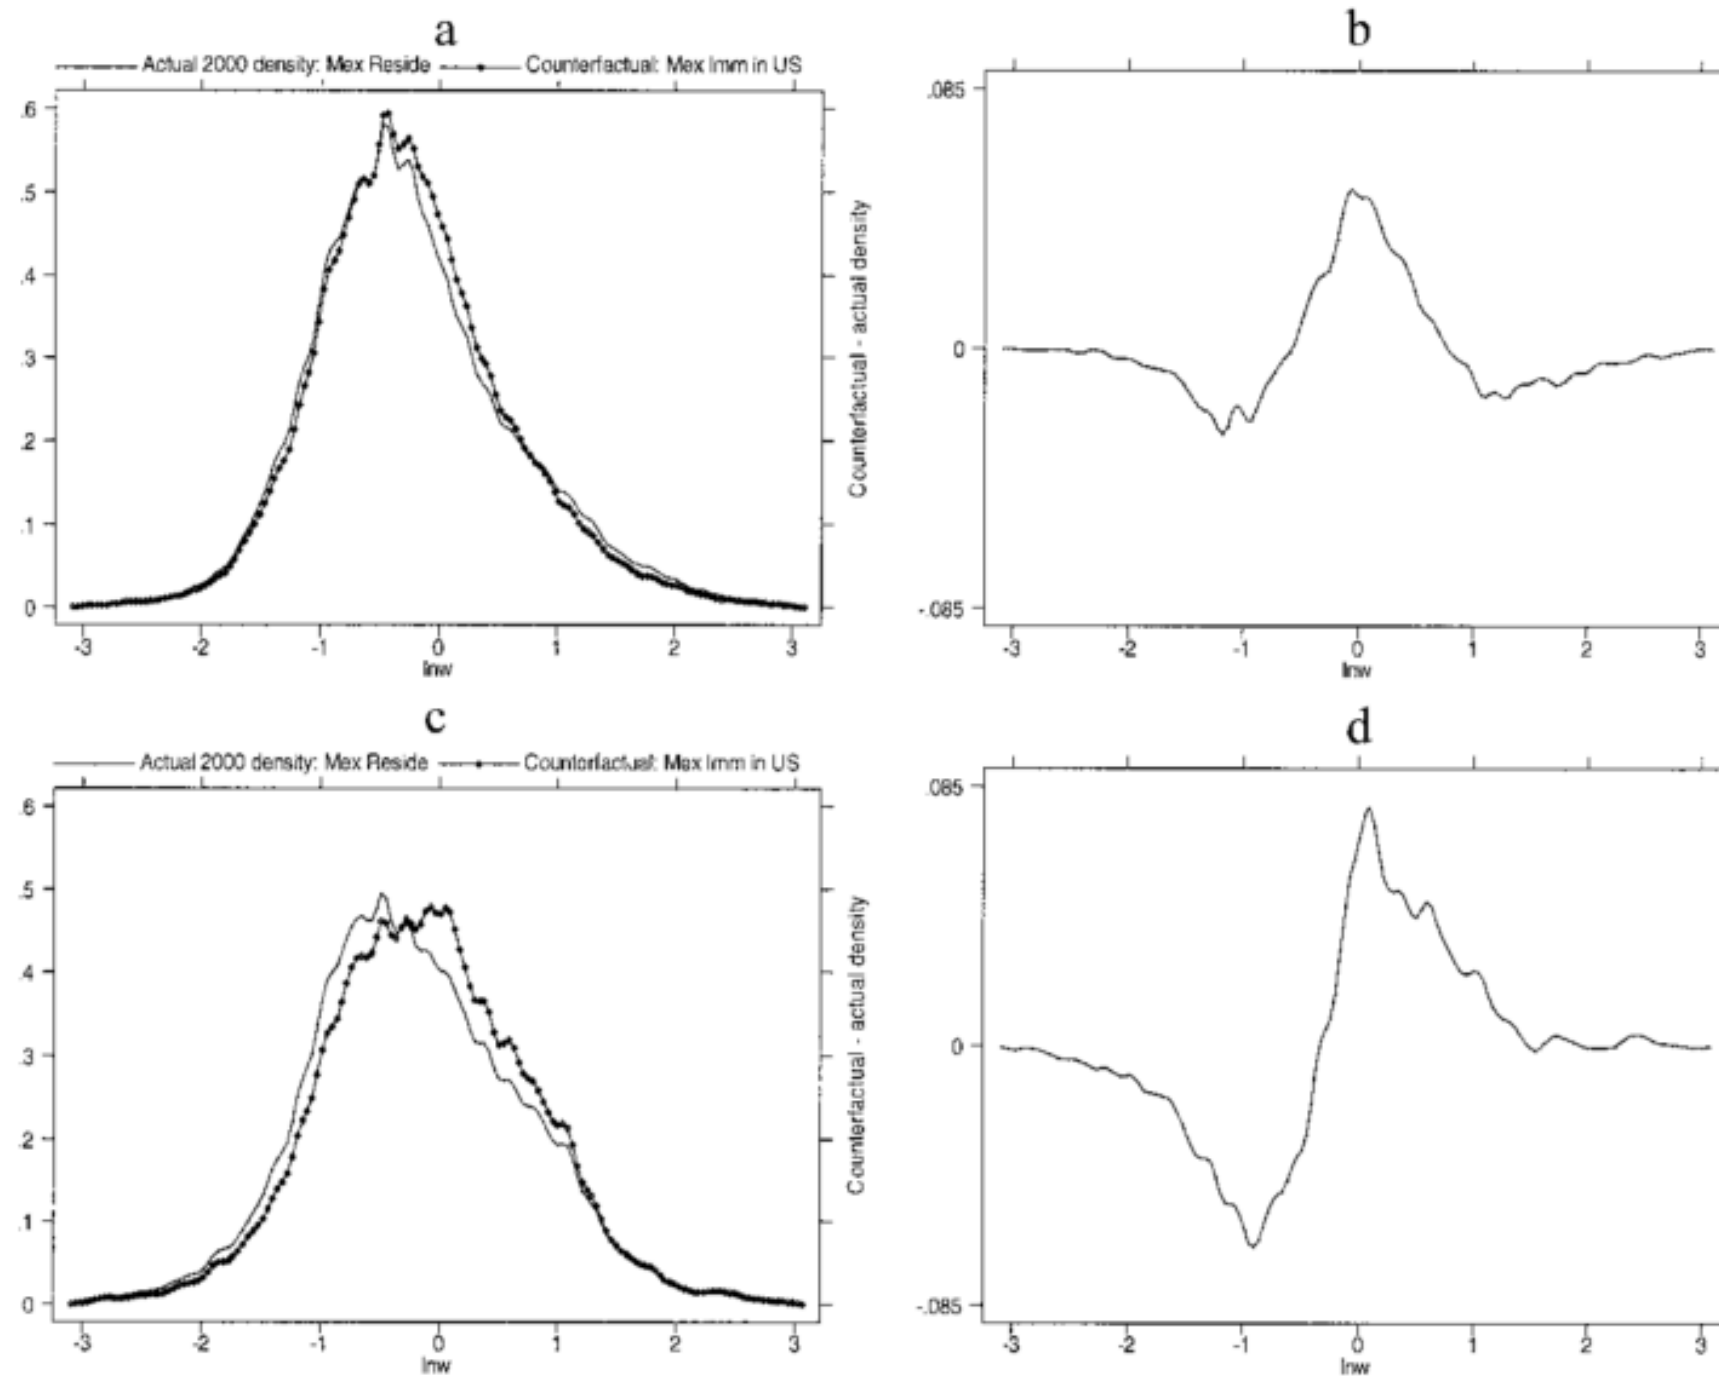 a
Actual 2000 density: Mex Reside Counterfactual: Mex Imm in US
.6
.5
.4
.3
.2
.1
0
-3 -2 -1 0 1 2 3
lnw
b
Counterfactual - actual density
.085
0
-.085
-3 -2 -1 0 1 2 3
lnw
c
Actual 2000 density: Mex Reside Counterfactual: Mex Imm in US
.6
.5
.4
.3
.2
.1
0
-3 -2 -1 0 1 2 3
lnw
d
Counterfactual - actual density
.085
0
-.085
-3 -2 -1 0 1 2 3
lnw